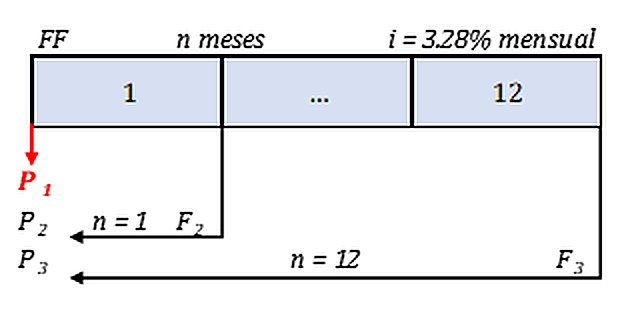 FF n meses i = 3.28% mensual
1 ... 12
P 1
P 2 n = 1 F 2
P 3 n = 12 F 3